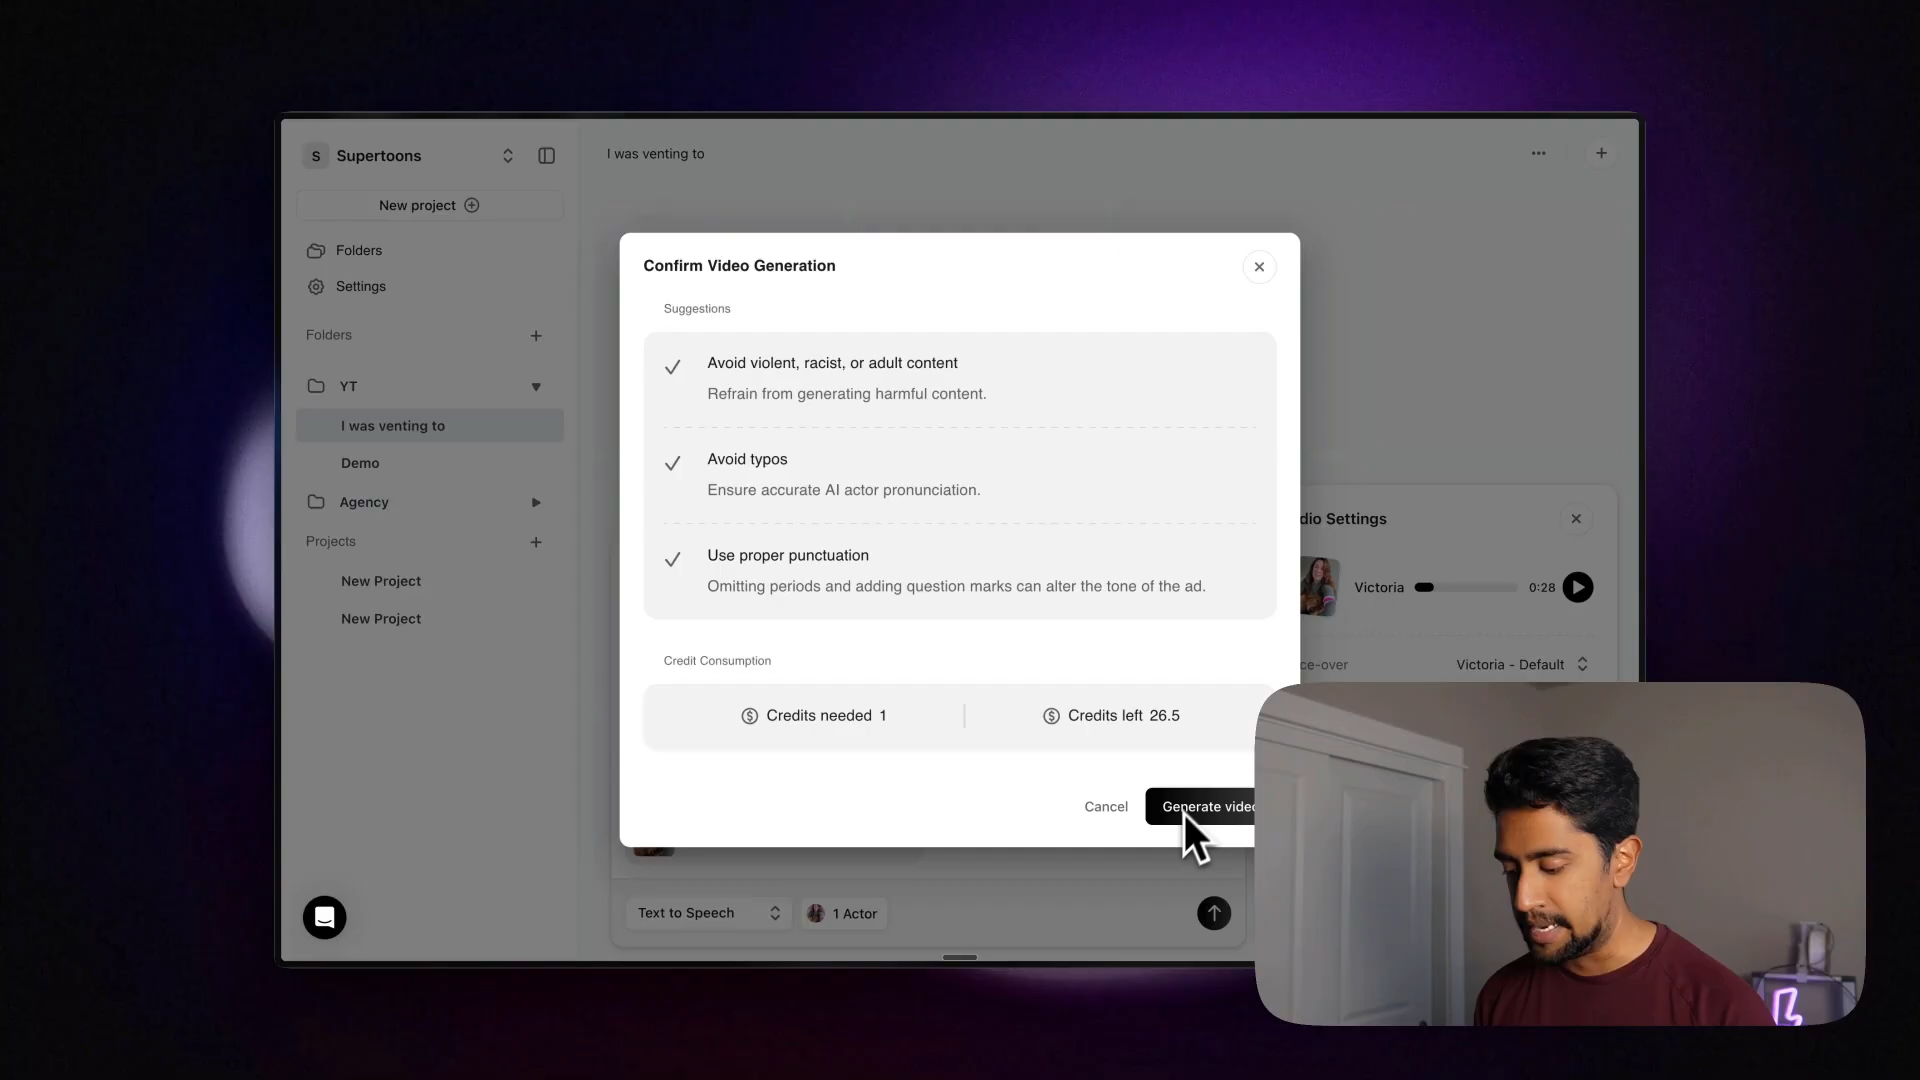 S Supertoons
New project
Folders
Settings
Folders
YT
I was venting to
Demo
Agency
Projects
New Project
New Project
I was venting to
Confirm Video Generation
Suggestions
Avoid violent, racist, or adult content
Refrain from generating harmful content.
Avoid typos
Ensure accurate AI actor pronunciation.
Use proper punctuation
Omitting periods and adding question marks can alter the tone of the ad.
Credit Consumption
Credits needed 1
Credits left 26.5
Cancel
Generate video
dio Settings
Victoria 0:28
ce-over Victoria - Default
Text to Speech
1 Actor